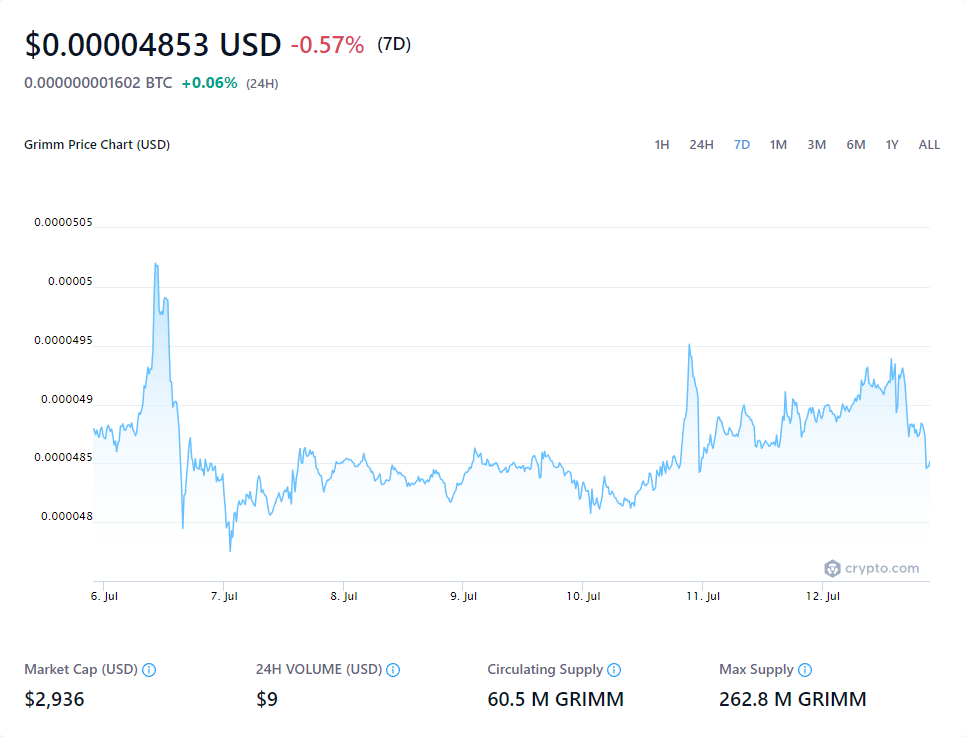 $0.00004853 USD -0.57% (7D)
0.000000001602 BTC +0.06% (24H)
Grimm Price Chart (USD) 1H 24H 7D 1M 3M 6M 1Y ALL
0.0000505
0.00005
0.0000495
0.000049
0.0000485
0.000048
crypto.com
6. Jul 7. Jul 8. Jul 9. Jul 10. Jul 11. Jul 12. Jul
Market Cap (USD) 24H VOLUME (USD) Circulating Supply Max Supply
$2,936 $9 60.5 M GRIMM 262.8 M GRIMM